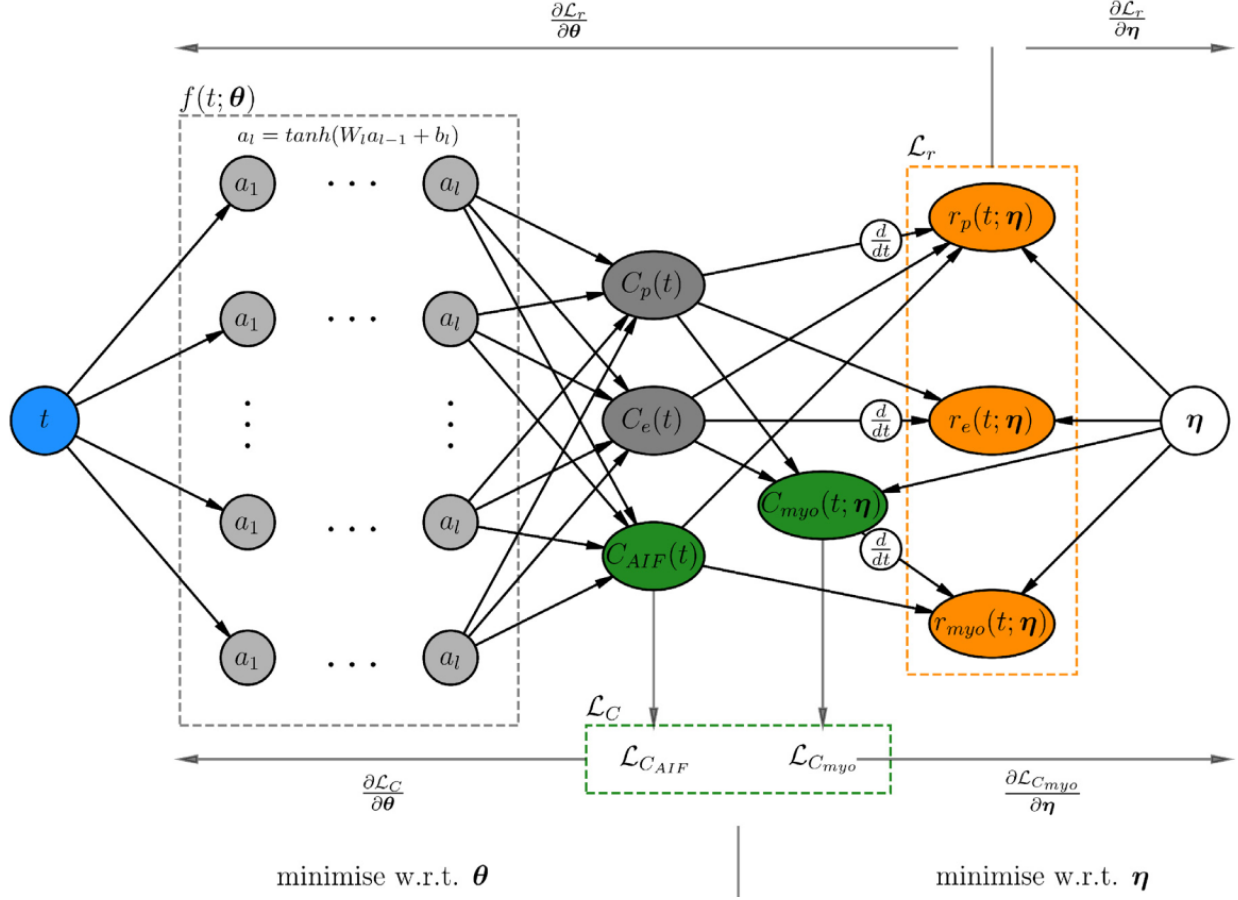 ∂ℒ_r/∂𝜽
∂ℒ_r/∂𝜼
f(t; 𝜽)
a_l = tanh(W_l a_{l−1} + b_l)
ℒ_r
a_1 · · · a_l
r_p(t; 𝜼)
d/dt
C_p(t)
a_1 · · · a_l
t
C_e(t)
d/dt
r_e(t; 𝜼)
𝜼
C_myo(t; 𝜼)
a_1 · · · a_l
C_AIF(t)
d/dt
r_myo(t; 𝜼)
a_1 · · · a_l
ℒ_C
ℒ_{C_AIF}
ℒ_{C_myo}
∂ℒ_C/∂𝜽
∂ℒ_{C_myo}/∂𝜼
minimise w.r.t. 𝜽
minimise w.r.t. 𝜼